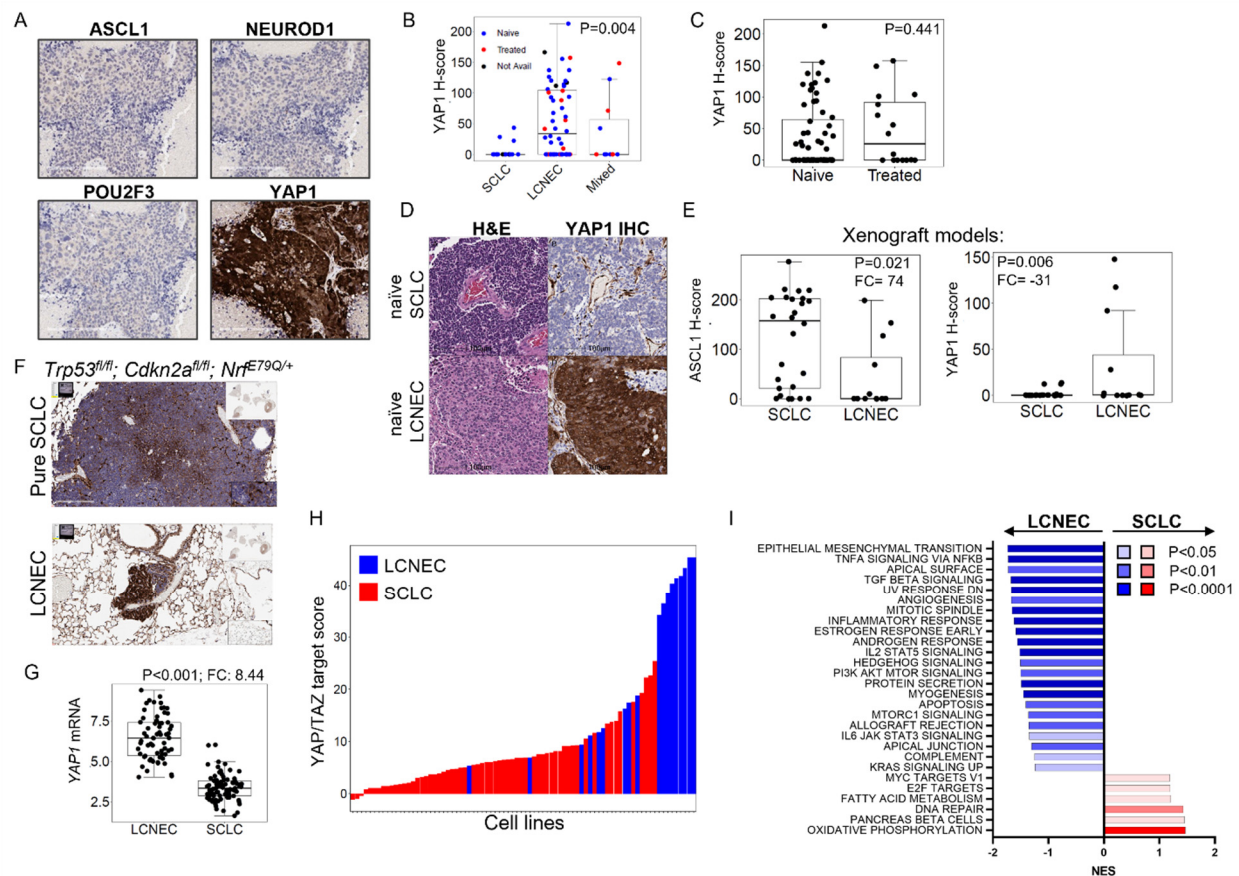 A
ASCL1
NEUROD1
POU2F3
YAP1
B
P=0.004
YAP1 H-score
200
150
100
50
0
Naive
Treated
Not Avail
SCLC
LCNEC
Mixed
C
P=0.441
YAP1 H-score
200
150
100
50
0
Naive
Treated
D
H&E
YAP1 IHC
naïve
SCLC
naïve
LCNEC
100μm
100μm
100μm
100μm
E
Xenograft models:
P=0.021
FC= 74
ASCL1 H-score
200
100
0
SCLC
LCNEC
P=0.006
FC= -31
YAP1 H-score
150
100
50
0
SCLC
LCNEC
F
Trp53fl/fl; Cdkn2afl/fl; NrfE79Q/+
Pure SCLC
LCNEC
G
P<0.001; FC: 8.44
YAP1 mRNA
7.5
5.0
2.5
LCNEC
SCLC
H
LCNEC
SCLC
YAP/TAZ target score
40
30
20
10
0
Cell lines
I
LCNEC
SCLC
P<0.05
P<0.01
P<0.0001
EPITHELIAL MESENCHYMAL TRANSITION
TNFA SIGNALING VIA NFKB
APICAL SURFACE
TGF BETA SIGNALING
UV RESPONSE DN
ANGIOGENESIS
MITOTIC SPINDLE
INFLAMMATORY RESPONSE
ESTROGEN RESPONSE EARLY
ANDROGEN RESPONSE
IL2 STAT5 SIGNALING
HEDGEHOG SIGNALING
PI3K AKT MTOR SIGNALING
PROTEIN SECRETION
MYOGENESIS
APOPTOSIS
MTORC1 SIGNALING
ALLOGRAFT REJECTION
IL6 JAK STAT3 SIGNALING
APICAL JUNCTION
COMPLEMENT
KRAS SIGNALING UP
MYC TARGETS V1
E2F TARGETS
FATTY ACID METABOLISM
DNA REPAIR
PANCREAS BETA CELLS
OXIDATIVE PHOSPHORYLATION
-2
-1
0
1
2
NES